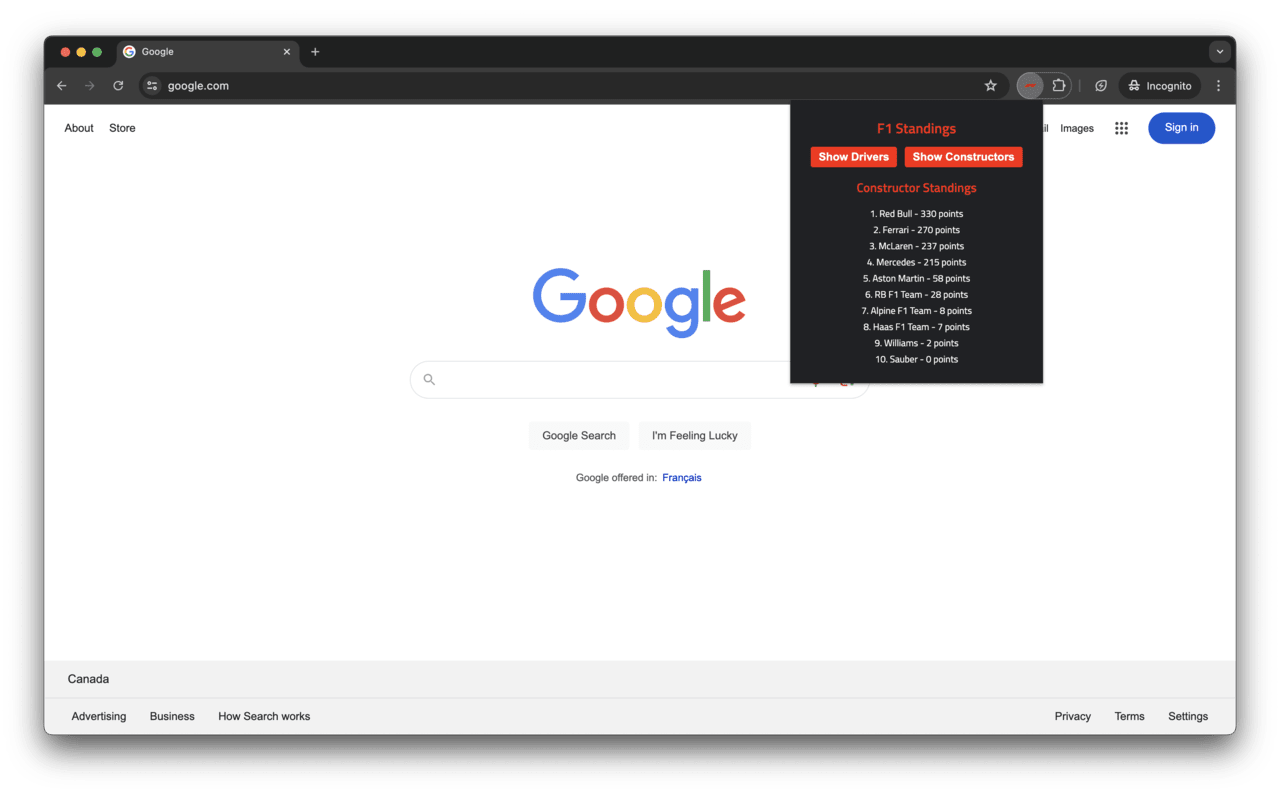 Google
google.com
Incognito
About Store
Images
Sign in
F1 Standings
Show Drivers Show Constructors
Constructor Standings
1. Red Bull - 330 points
2. Ferrari - 270 points
3. McLaren - 237 points
4. Mercedes - 215 points
5. Aston Martin - 58 points
6. RB F1 Team - 28 points
7. Alpine F1 Team - 8 points
8. Haas F1 Team - 7 points
9. Williams - 2 points
10. Sauber - 0 points
Google
Google Search I'm Feeling Lucky
Google offered in: Français
Canada
Advertising Business How Search works Privacy Terms Settings